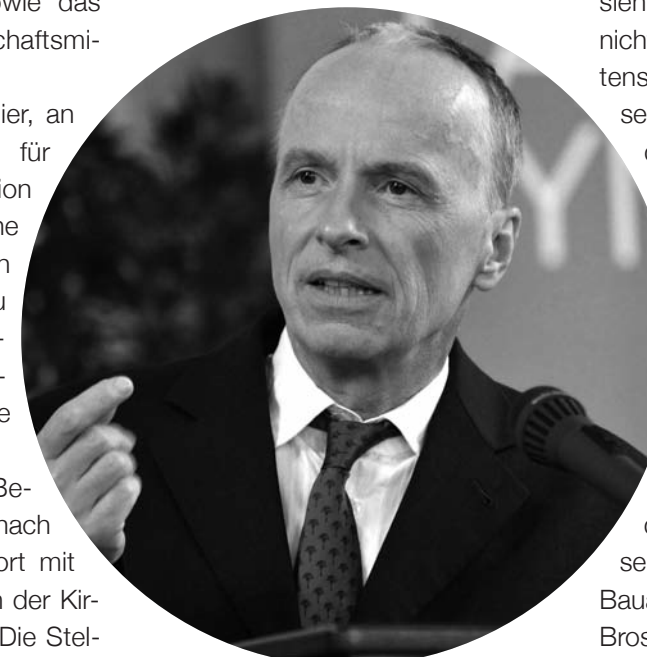 owie das
chaftsmi-
ier, an
für
ion
ne
n
u
-
-
e
Be-
nach
ort mit
n der Kir-
Die Stel-
sien
nich
tens
se
d
YI
se
Baua
Bros